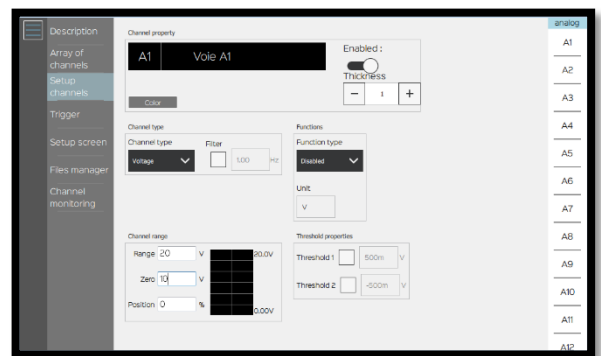 Description
Array of
channels
Setup
channels
Trigger
Setup screen
Files manager
Channel
monitoring
Channel property
A1 Voie A1
Color
Enabled :
Thickness
- 1 +
Channel type
Channel type
Filter
Voltage
1.00 Hz
Functions
Function type
Disabled
Unit
V
Channel range
Range 20 V
Zero 10 V
Position 0 %
20.0V
0.00V
Threshold properties
Threshold 1 500m V
Threshold 2 -500m V
analog
A1
A2
A3
A4
A5
A6
A7
A8
A9
A10
A11
A12